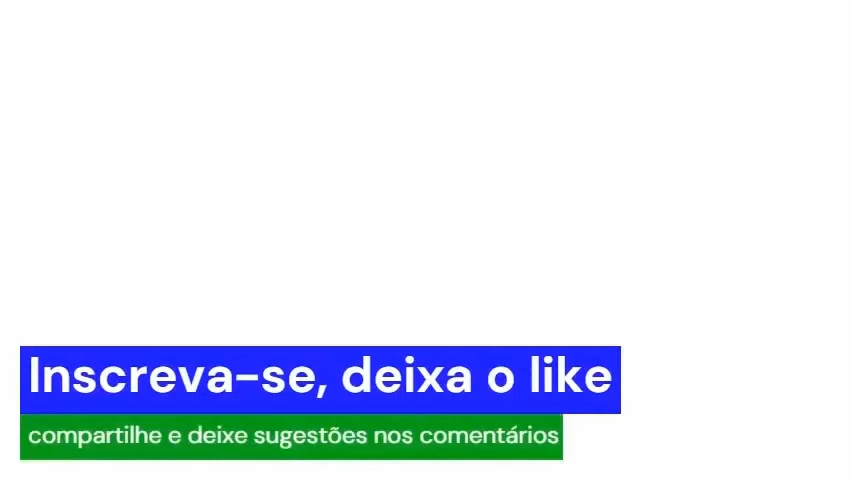 Inscreva-se, deixa o like
compartilhe e deixe sugestões nos comentários